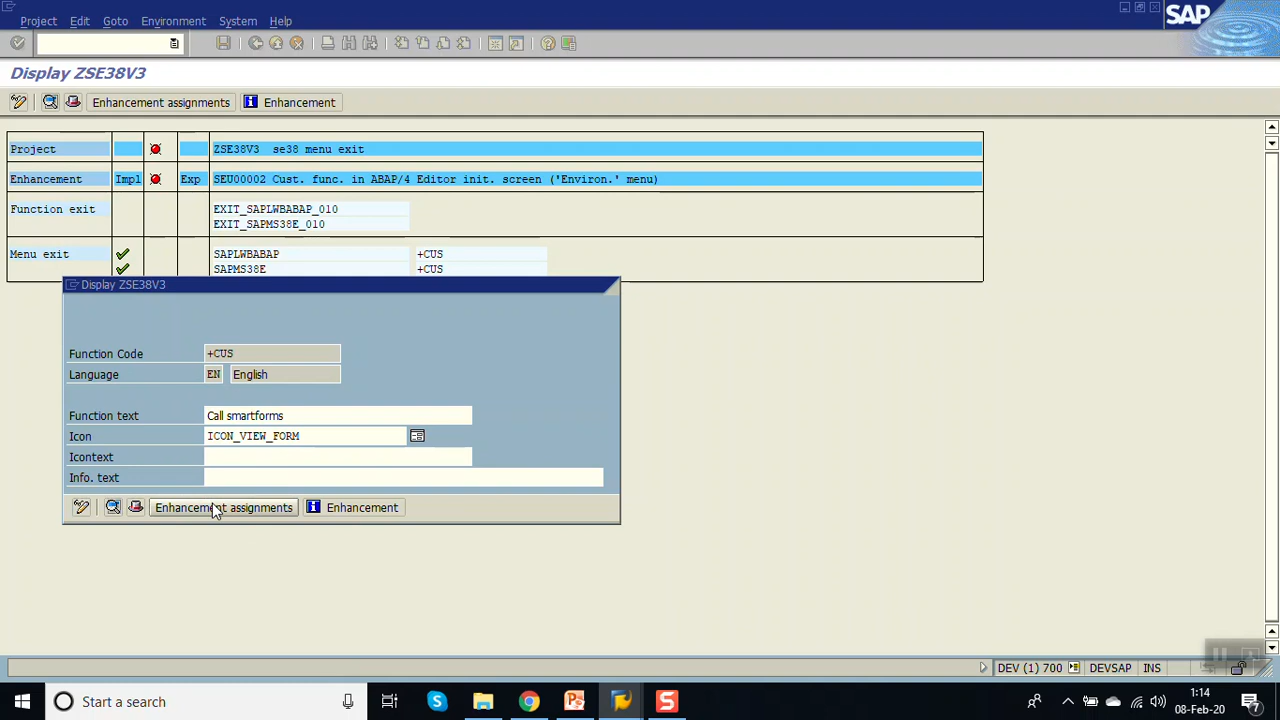 Project Edit Goto Environment System Help
SAP
Display ZSE38V3
Enhancement assignments Enhancement
Project ZSE38V3 se38 menu exit
Enhancement Impl Exp SEU00002 Cust. func. in ABAP/4 Editor init. screen ('Environ.' menu)
Function exit EXIT_SAPLWBABAP_010
EXIT_SAPMS38E_010
Menu exit SAPLWBABAP +CUS
SAPMS38E +CUS
Display ZSE38V3
Function Code +CUS
Language EN English
Function text Call smartforms
Icon ICON_VIEW_FORM
Icontext
Info. text
Enhancement assignments Enhancement
DEV (1) 700 DEVSAP INS
Start a search
1:14
08-Feb-20
7